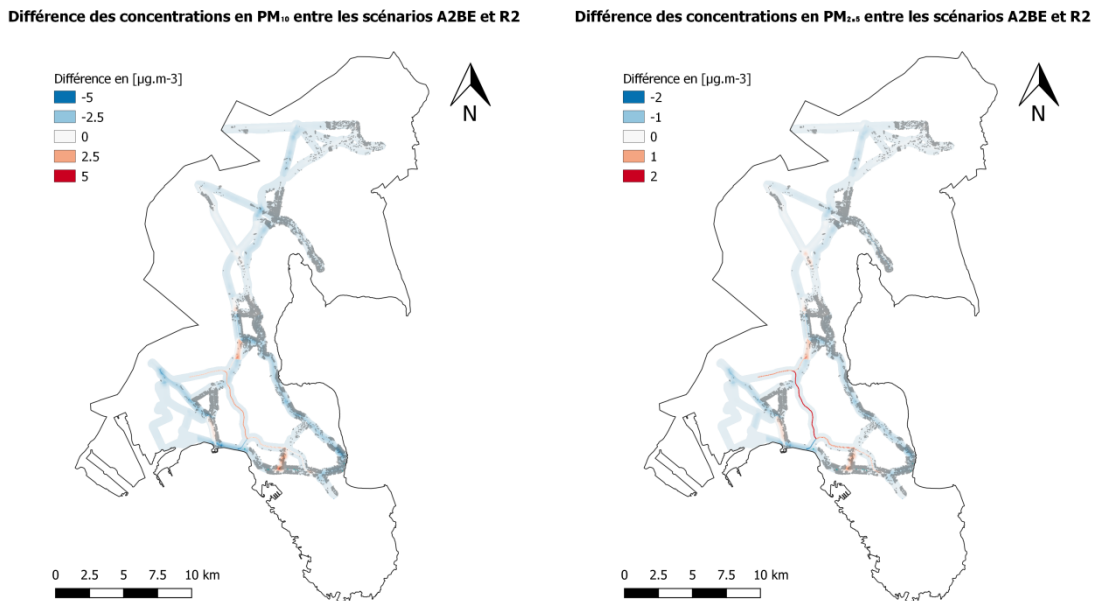 Différence des concentrations en PM₁₀ entre les scénarios A2BE et R2
Différence en [µg.m-3]
-5
-2.5
0
2.5
5
N
0 2.5 5 7.5 10 km
Différence des concentrations en PM₂.₅ entre les scénarios A2BE et R2
Différence en [µg.m-3]
-2
-1
0
1
2
N
0 2.5 5 7.5 10 km